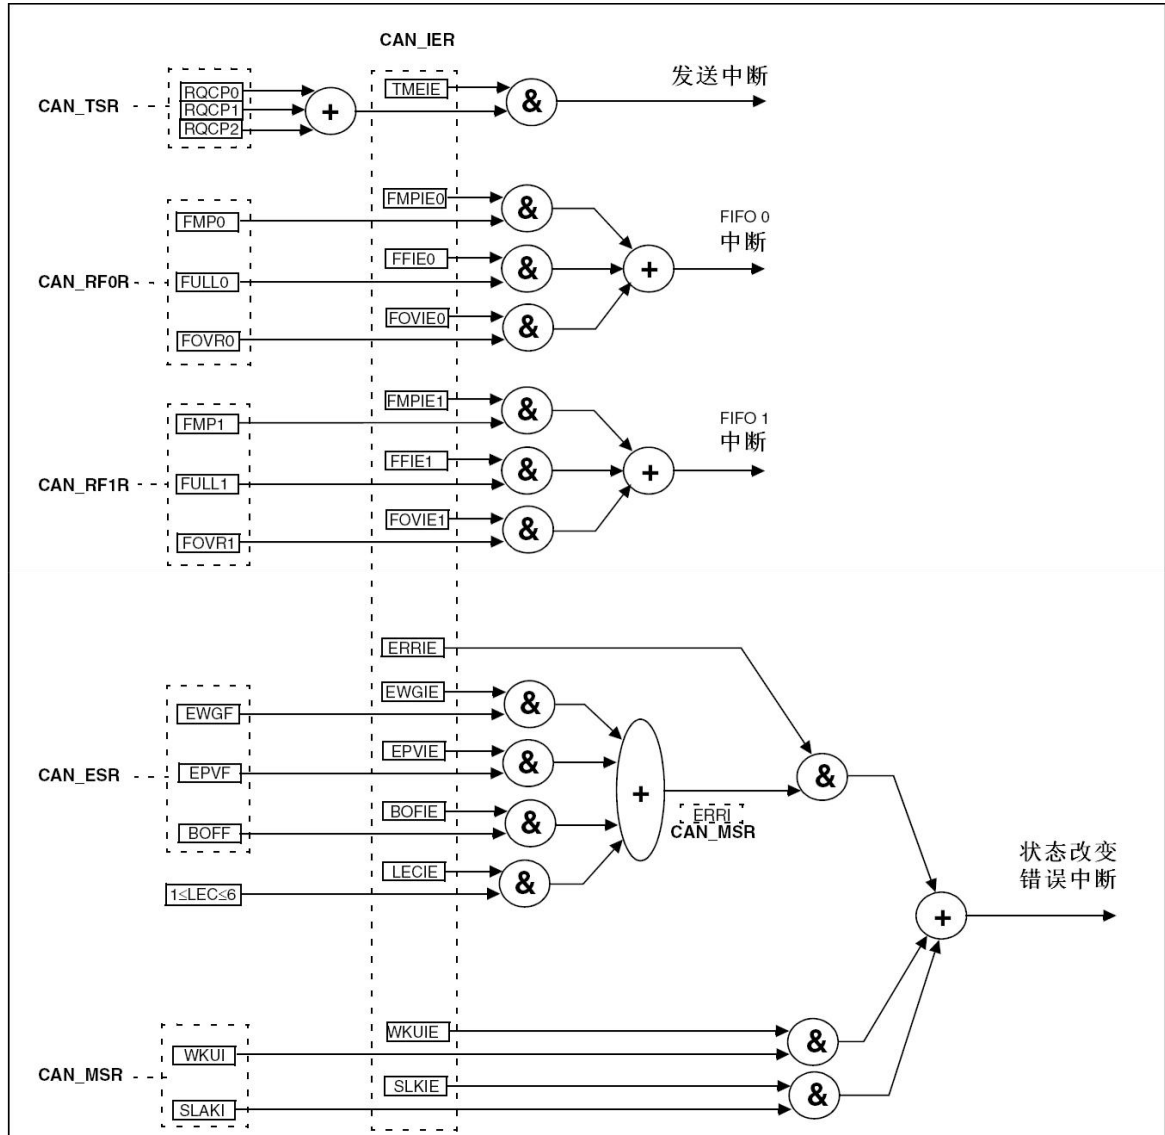 CAN_IER
CAN_TSR
RQCP0
RQCP1
RQCP2
+
TMEIE
&
发送中断
CAN_RF0R
FMP0
FULL0
FOVR0
FMPIE0
&
FFIE0
&
FOVIE0
&
+
FIFO 0
中断
CAN_RF1R
FMP1
FULL1
FOVR1
FMPIE1
&
FFIE1
&
FOVIE1
&
+
FIFO 1
中断
ERRIE
CAN_ESR
EWGF
EPVF
BOFF
1≤LEC≤6
EWGIE
&
EPVIE
&
BOFIE
&
LECIE
&
+
ERRI
CAN_MSR
&
状态改变
错误中断
+
CAN_MSR
WKUI
SLAKI
WKUIE
&
SLKIE
&